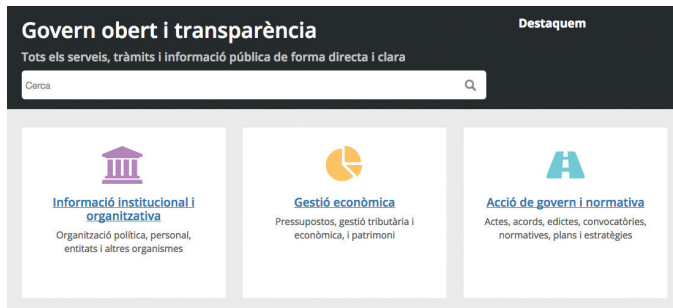 Govern obert i transparència
Destaquem
Tots els serveis, tràmits i informació pública de forma directa i clara
Cerca
Informació institucional i
organitzativa
Organització política, personal,
entitats i altres organismes
Gestió econòmica
Pressupostos, gestió tributària i
econòmica, i patrimoni
Acció de govern i normativa
Actes, acords, edictes, convocatòries,
normatives, plans i estratègies